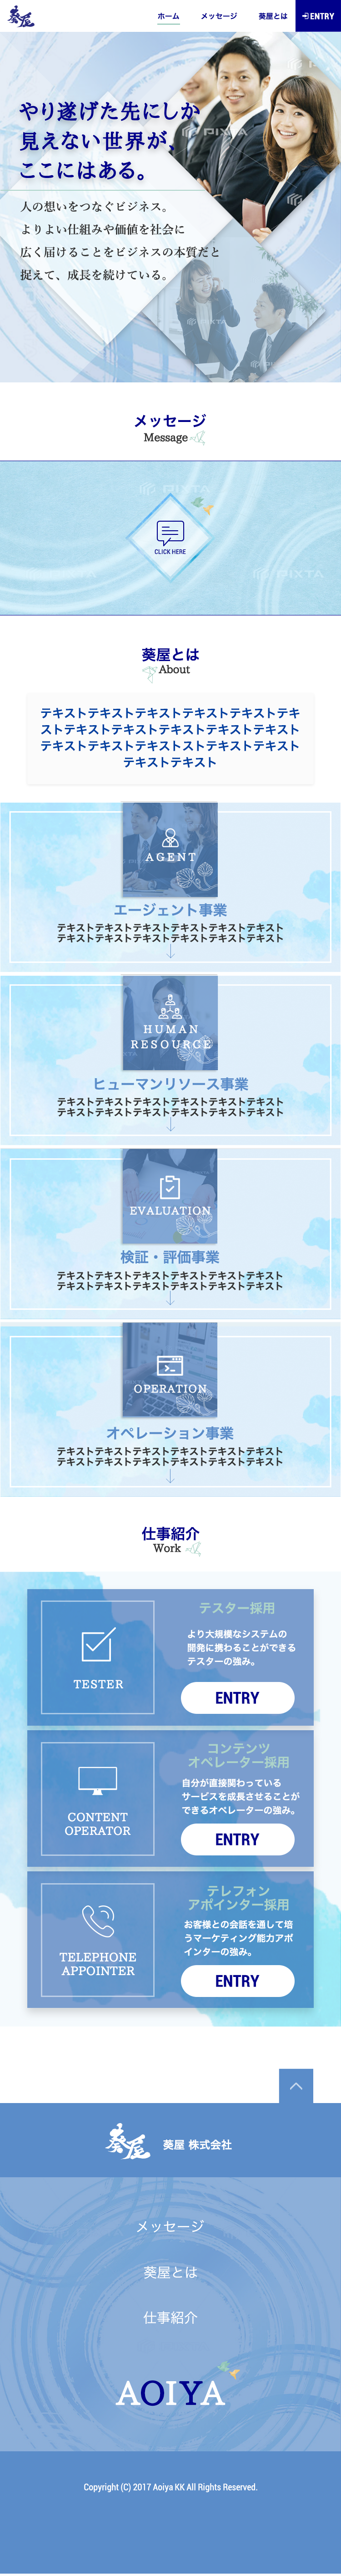 葵屋
ホーム メッセージ 葵屋とは ENTRY
やり遂げた先にしか
見えない世界が、
ここにはある。
人の想いをつなぐビジネス。
よりよい仕組みや価値を社会に
広く届けることをビジネスの本質だと
捉えて、成長を続けている。
PIXTA
PIXTA
PIXTA
メッセージ
Message
PIXTA
PIXTA
CLICK HERE
葵屋とは
About
テキストテキストテキストテキストテキストテキ
ストテキストテキストテキストテキストテキスト
テキストテキストテキストストテキストテキスト
テキストテキスト
AGENT
エージェント事業
テキストテキストテキストテキストテキストテキスト
テキストテキストテキストテキストテキストテキスト
HUMAN
RESOURCE
ヒューマンリソース事業
テキストテキストテキストテキストテキストテキスト
テキストテキストテキストテキストテキストテキスト
EVALUATION
検証・評価事業
テキストテキストテキストテキストテキストテキスト
テキストテキストテキストテキストテキストテキスト
OPERATION
オペレーション事業
テキストテキストテキストテキストテキストテキスト
テキストテキストテキストテキストテキストテキスト
仕事紹介
Work
TESTER
テスター採用
より大規模なシステムの
開発に携わることができる
テスターの強み。
ENTRY
CONTENT
OPERATOR
コンテンツ
オペレーター採用
自分が直接関わっている
サービスを成長させることが
できるオペレーターの強み。
ENTRY
TELEPHONE
APPOINTER
テレフォン
アポインター採用
お客様との会話を通して培
うマーケティング能力アポ
インターの強み。
ENTRY
葵屋 葵屋 株式会社
メッセージ
葵屋とは
仕事紹介
AOIYA
Copyright (C) 2017 Aoiya KK All Rights Reserved.